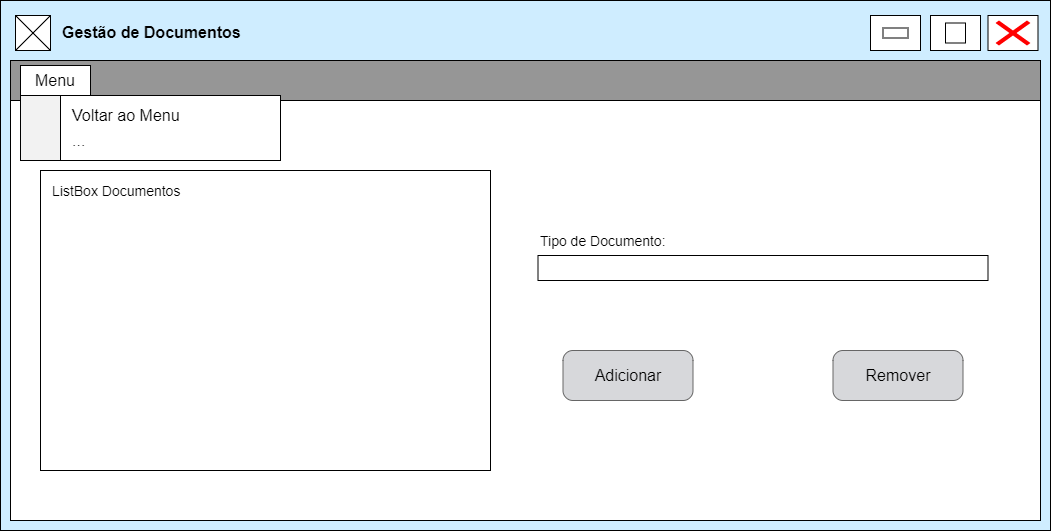 Gestão de Documentos
Menu
Voltar ao Menu
...
ListBox Documentos
Tipo de Documento:
Adicionar
Remover